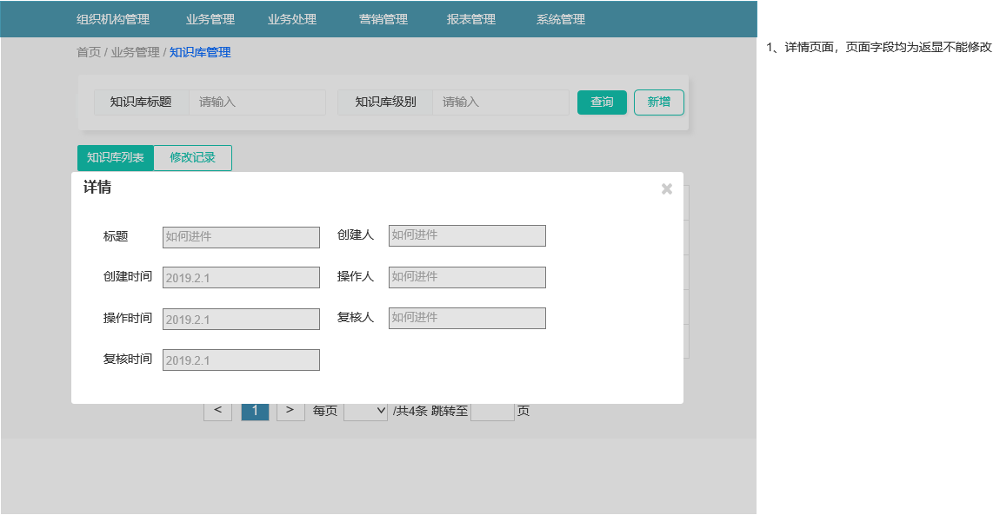 组织机构管理 业务管理 业务处理 营销管理 报表管理 系统管理
首页 / 业务管理 / 知识库管理
1、详情页面，页面字段均为返显不能修改
知识库标题 请输入 知识库级别 请输入 查询 新增
知识库列表 修改记录
详情
标题 如何进件 创建人 如何进件
创建时间 2019.2.1 操作人 如何进件
操作时间 2019.2.1 复核人 如何进件
复核时间 2019.2.1
< 1 > 每页 /共4条 跳转至 页